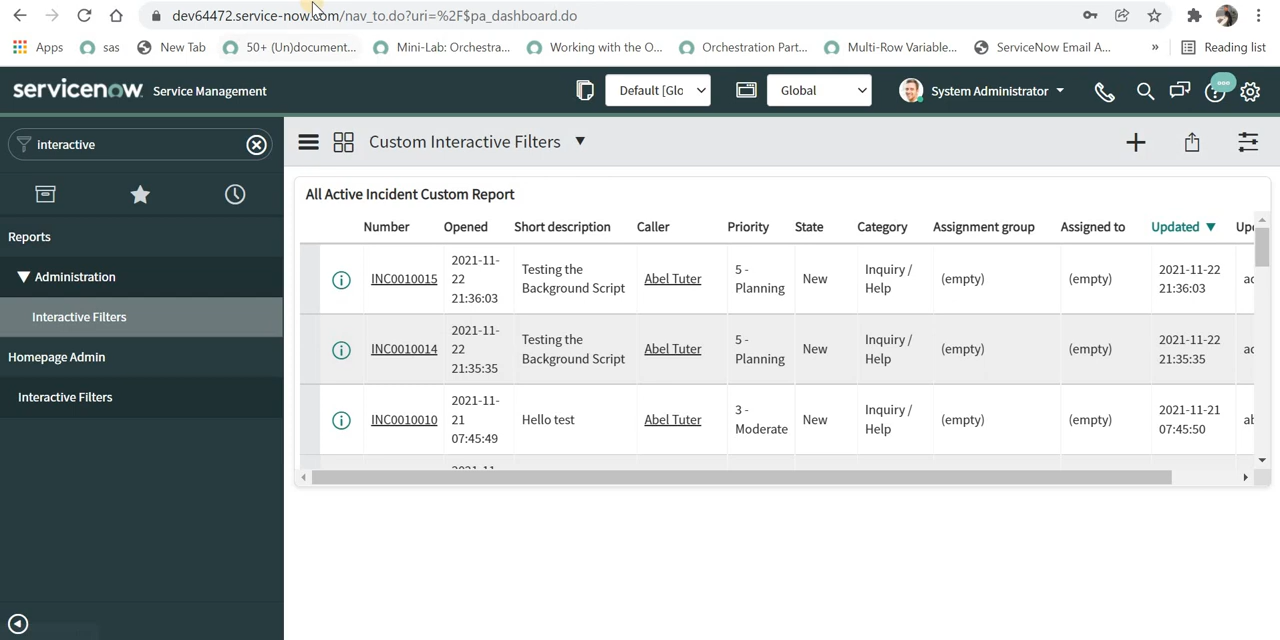 dev64472.service-now.com/nav_to.do?uri=%2F$pa_dashboard.do
Apps sas New Tab 50+ (Un)document... Mini-Lab: Orchestra... Working with the O... Orchestration Part... Multi-Row Variable... ServiceNow Email A... » Reading list
servicenow. Service Management Default [Glo Global System Administrator
interactive
Custom Interactive Filters
Reports
Administration
Interactive Filters
Homepage Admin
Interactive Filters
All Active Incident Custom Report
Number Opened Short description Caller Priority State Category Assignment group Assigned to Updated ▼ Up
INC0010015 2021-11-22 21:36:03 Testing the Background Script Abel Tuter 5 - Planning New Inquiry / Help (empty) (empty) 2021-11-22 21:36:03
INC0010014 2021-11-22 21:35:35 Testing the Background Script Abel Tuter 5 - Planning New Inquiry / Help (empty) (empty) 2021-11-22 21:35:35
INC0010010 2021-11-21 07:45:49 Hello test Abel Tuter 3 - Moderate New Inquiry / Help (empty) (empty) 2021-11-21 07:45:50